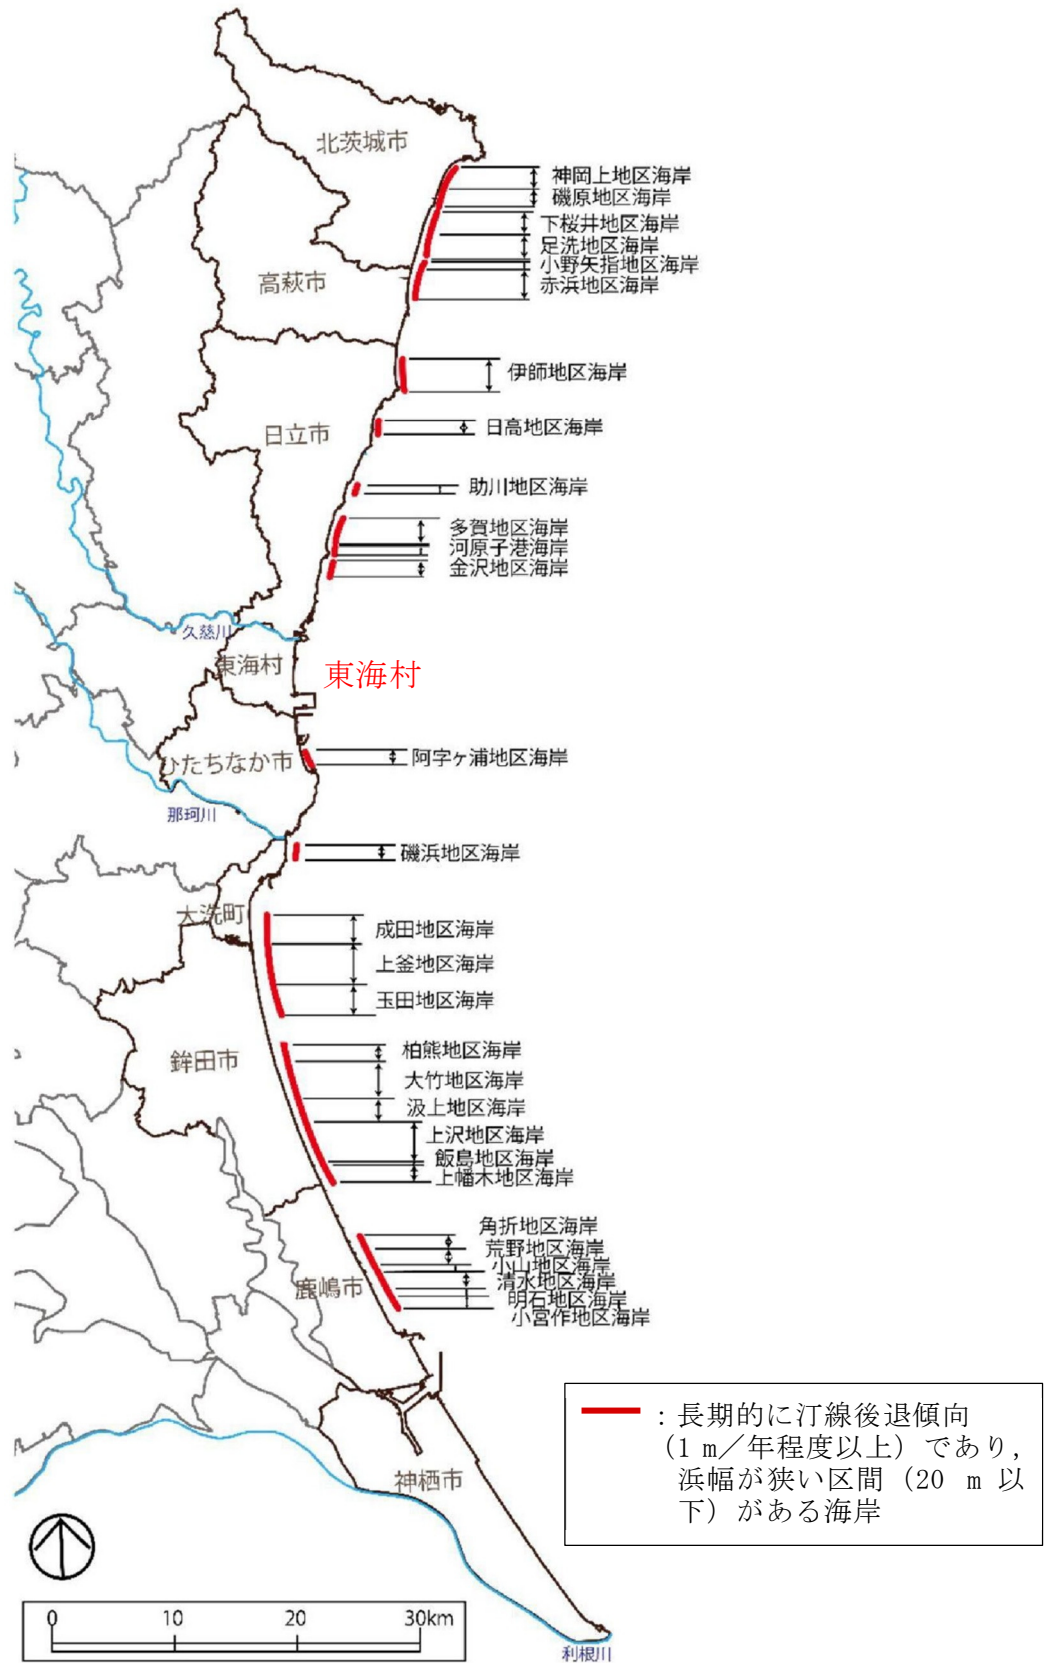 北茨城市
神岡上地区海岸
磯原地区海岸
下桜井地区海岸
足洗地区海岸
小野矢指地区海岸
高萩市
赤浜地区海岸
伊師地区海岸
日立市
日高地区海岸
助川地区海岸
多賀地区海岸
河原子港海岸
金沢地区海岸
久慈川
東海村
東海村
ひたちなか市
阿字ヶ浦地区海岸
那珂川
磯浜地区海岸
大洗町
成田地区海岸
上釜地区海岸
玉田地区海岸
鉾田市
柏熊地区海岸
大竹地区海岸
汲上地区海岸
上沢地区海岸
飯島地区海岸
上幡木地区海岸
角折地区海岸
荒野地区海岸
小山地区海岸
鹿嶋市
清水地区海岸
明石地区海岸
小宮作地区海岸
:長期的に汀線後退傾向
(1 m/年程度以上)であり,
浜幅が狭い区間(20 m 以
下)がある海岸
神栖市
0 10 20 30km
利根川